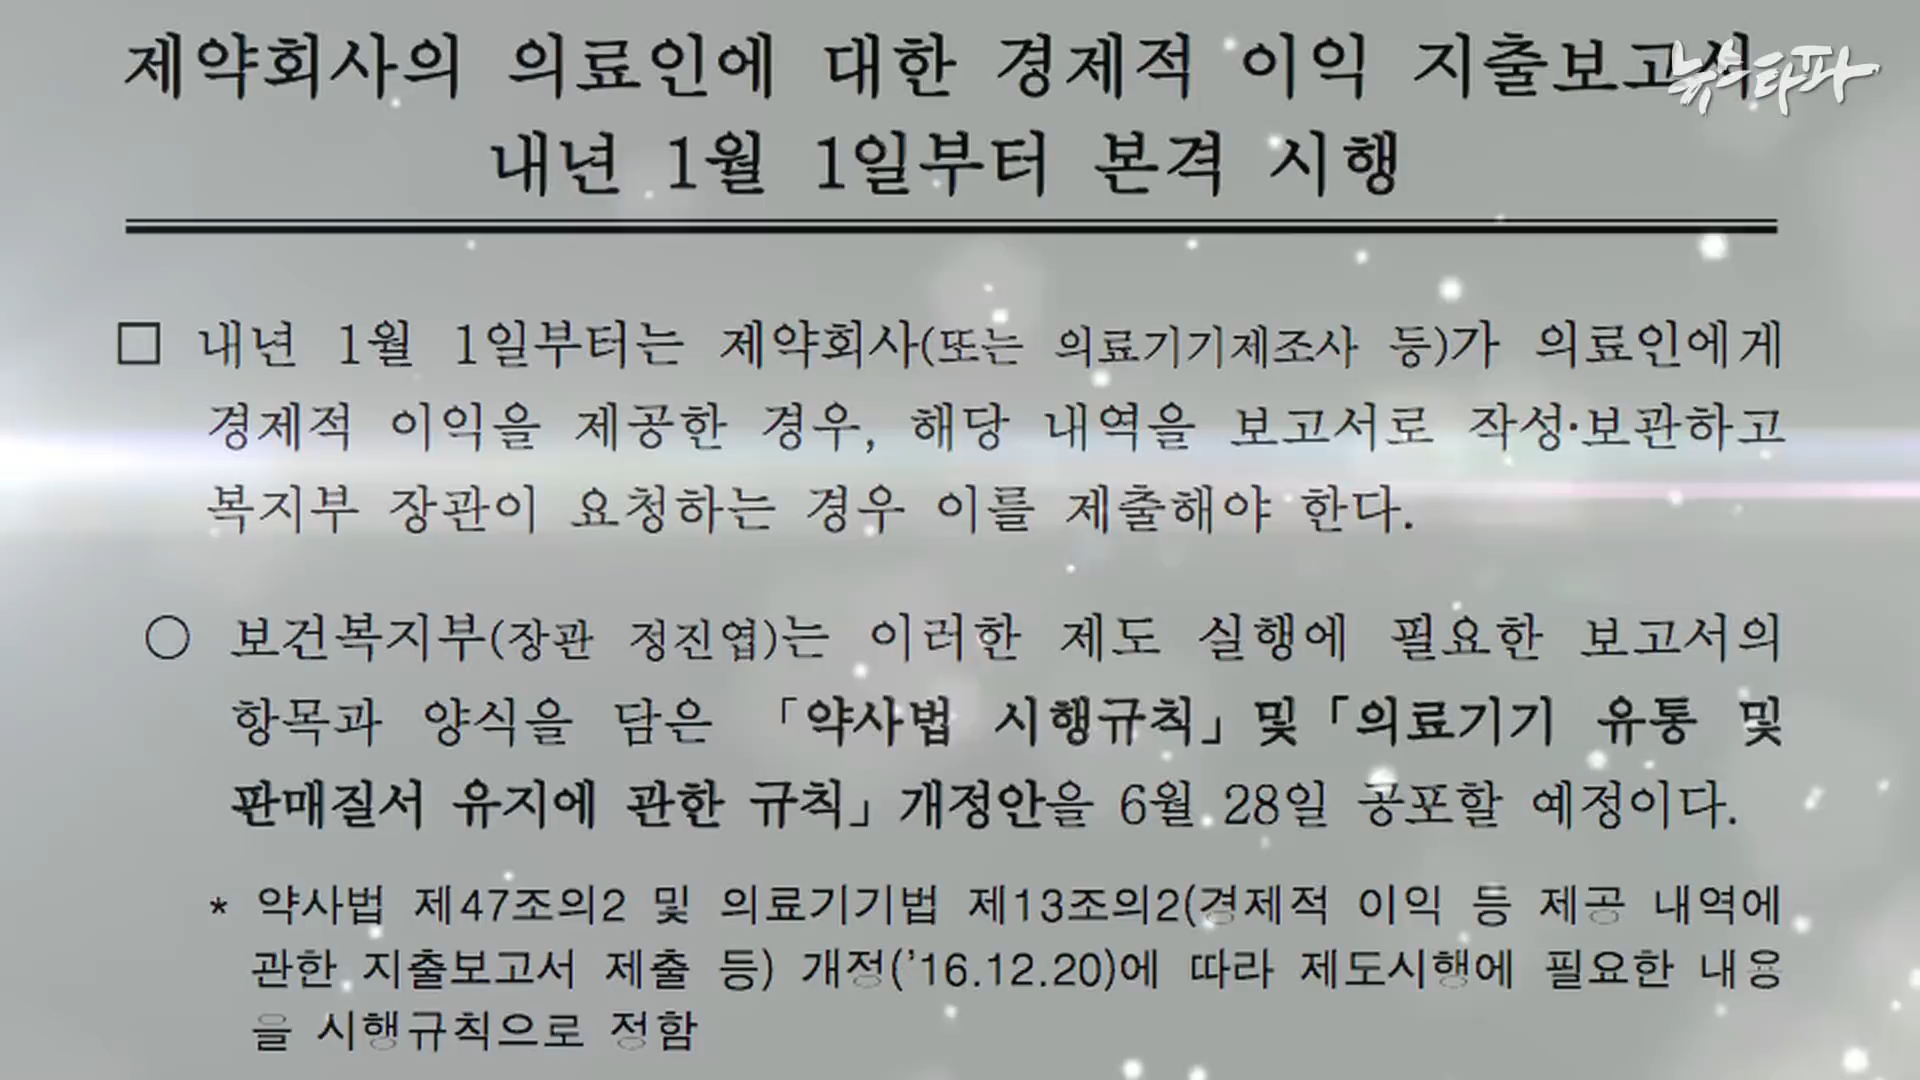 제약회사의 의료인에 대한 경제적 이익 지출보고서
뉴스타파
내년 1월 1일부터 본격 시행
□ 내년 1월 1일부터는 제약회사(또는 의료기기제조사 등)가 의료인에게
경제적 이익을 제공한 경우, 해당 내역을 보고서로 작성·보관하고
복지부 장관이 요청하는 경우 이를 제출해야 한다.
○ 보건복지부(장관 정진엽)는 이러한 제도 실행에 필요한 보고서의
항목과 양식을 담은 「약사법 시행규칙」 및 「의료기기 유통 및
판매질서 유지에 관한 규칙」 개정안을 6월 28일 공포할 예정이다.
* 약사법 제47조의2 및 의료기기법 제13조의2(경제적 이익 등 제공 내역에
관한 지출보고서 제출 등) 개정('16.12.20)에 따라 제도시행에 필요한 내용
을 시행규칙으로 정함